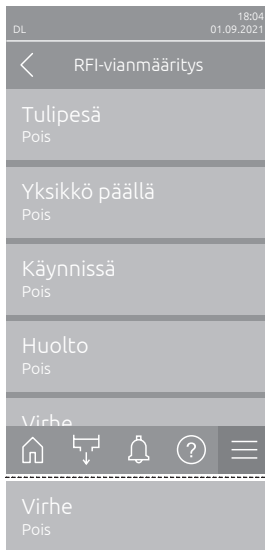 18:04
DL 01.09.2021
RFI-vianmääritys
Tulipesä
Pois
Yksikkö päällä
Pois
Käynnissä
Pois
Huolto
Pois
Virhe
Virhe
Pois